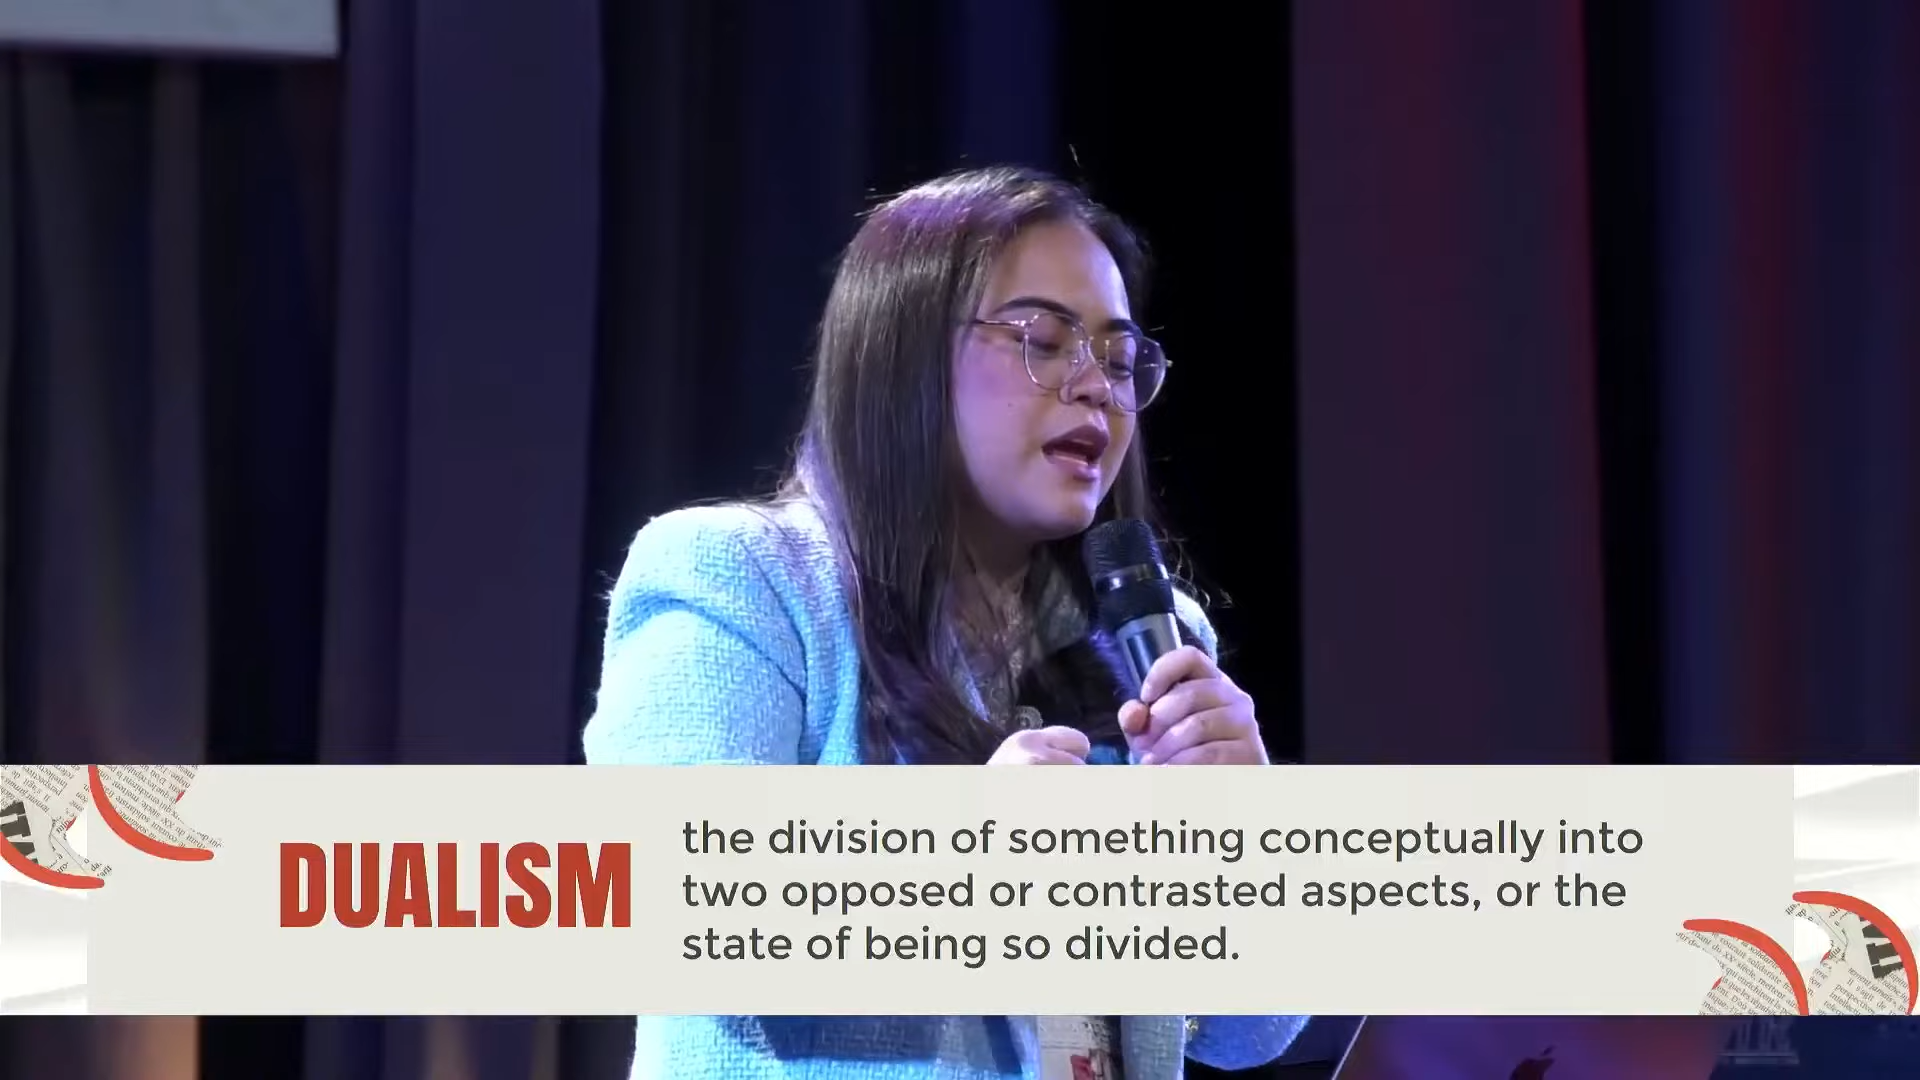 DUALISM
the division of something conceptually into
two opposed or contrasted aspects, or the
state of being so divided.